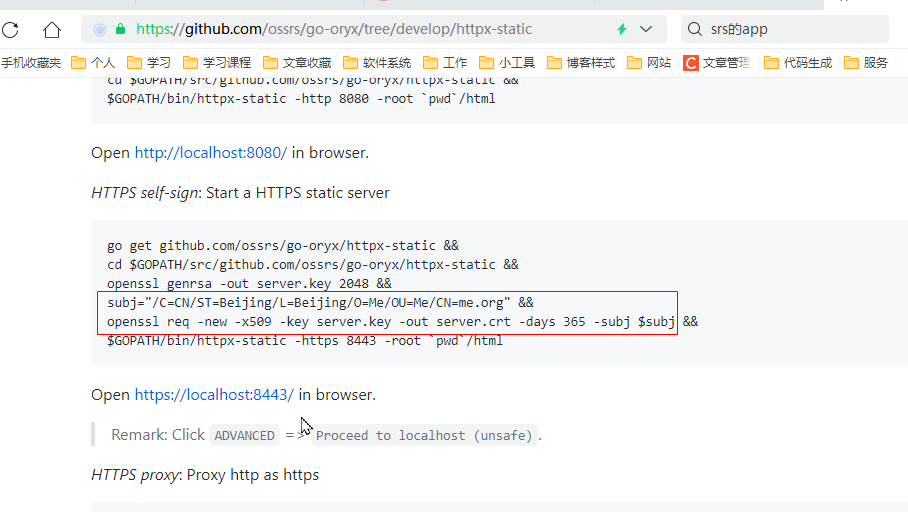 https://github.com/ossrs/go-oryx/tree/develop/httpx-static
srs的app
手机收藏夹 个人 学习 学习课程 文章收藏 软件系统 工作 小工具 博客样式 网站 C 文章管理 代码生成 服务
cd $GOPATH/src/github.com/ossrs/go-oryx/httpx-static &&
$GOPATH/bin/httpx-static -http 8080 -root `pwd`/html
Open http://localhost:8080/ in browser.
HTTPS self-sign: Start a HTTPS static server
go get github.com/ossrs/go-oryx/httpx-static &&
cd $GOPATH/src/github.com/ossrs/go-oryx/httpx-static &&
openssl genrsa -out server.key 2048 &&
subj="/C=CN/ST=Beijing/L=Beijing/O=Me/OU=Me/CN=me.org" &&
openssl req -new -x509 -key server.key -out server.crt -days 365 -subj $subj &&
$GOPATH/bin/httpx-static -https 8443 -root `pwd`/html
Open https://localhost:8443/ in browser.
Remark: Click ADVANCED => Proceed to localhost (unsafe).
HTTPS proxy: Proxy http as https